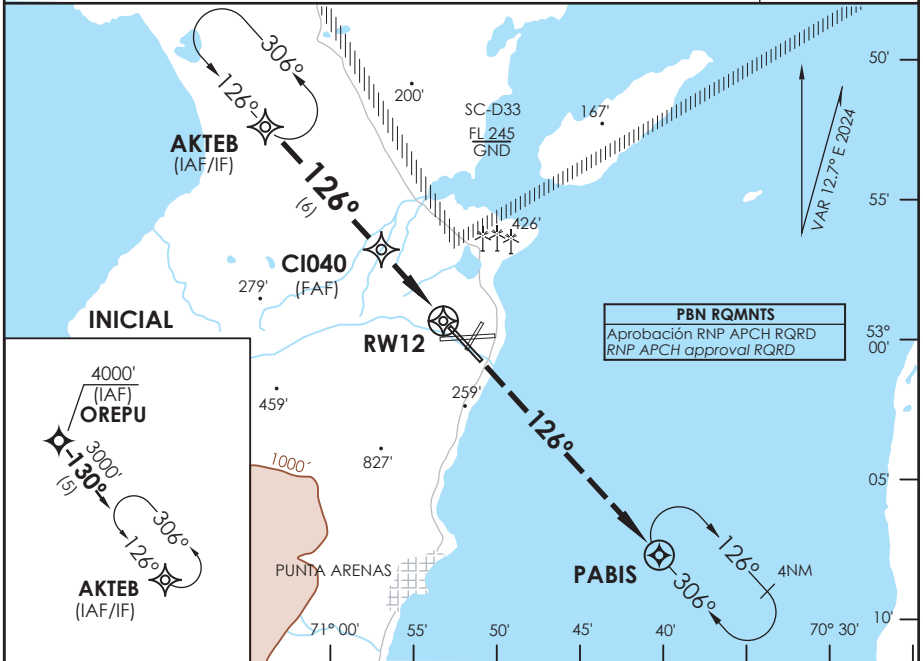 306°
126°
AKTEB
(IAF/IF)
126°
(6)
CI040
(FAF)
279'
200'
SC-D33
FL 245
GND
167'
426'
50'
VAR 12.7° E 2024
55'
INICIAL
RW12
PBN RQMNTS
Aprobación RNP APCH RQRD
RNP APCH approval RQRD
53°
00'
4000'
(IAF)
OREPU
3000'
130°
(5)
306°
126°
AKTEB
(IAF/IF)
459'
259'
827'
1000'
126°
05'
PUNTA ARENAS
PABIS
126°
306°
4NM
10'
71° 00'
55'
50'
45'
40'
70° 30'